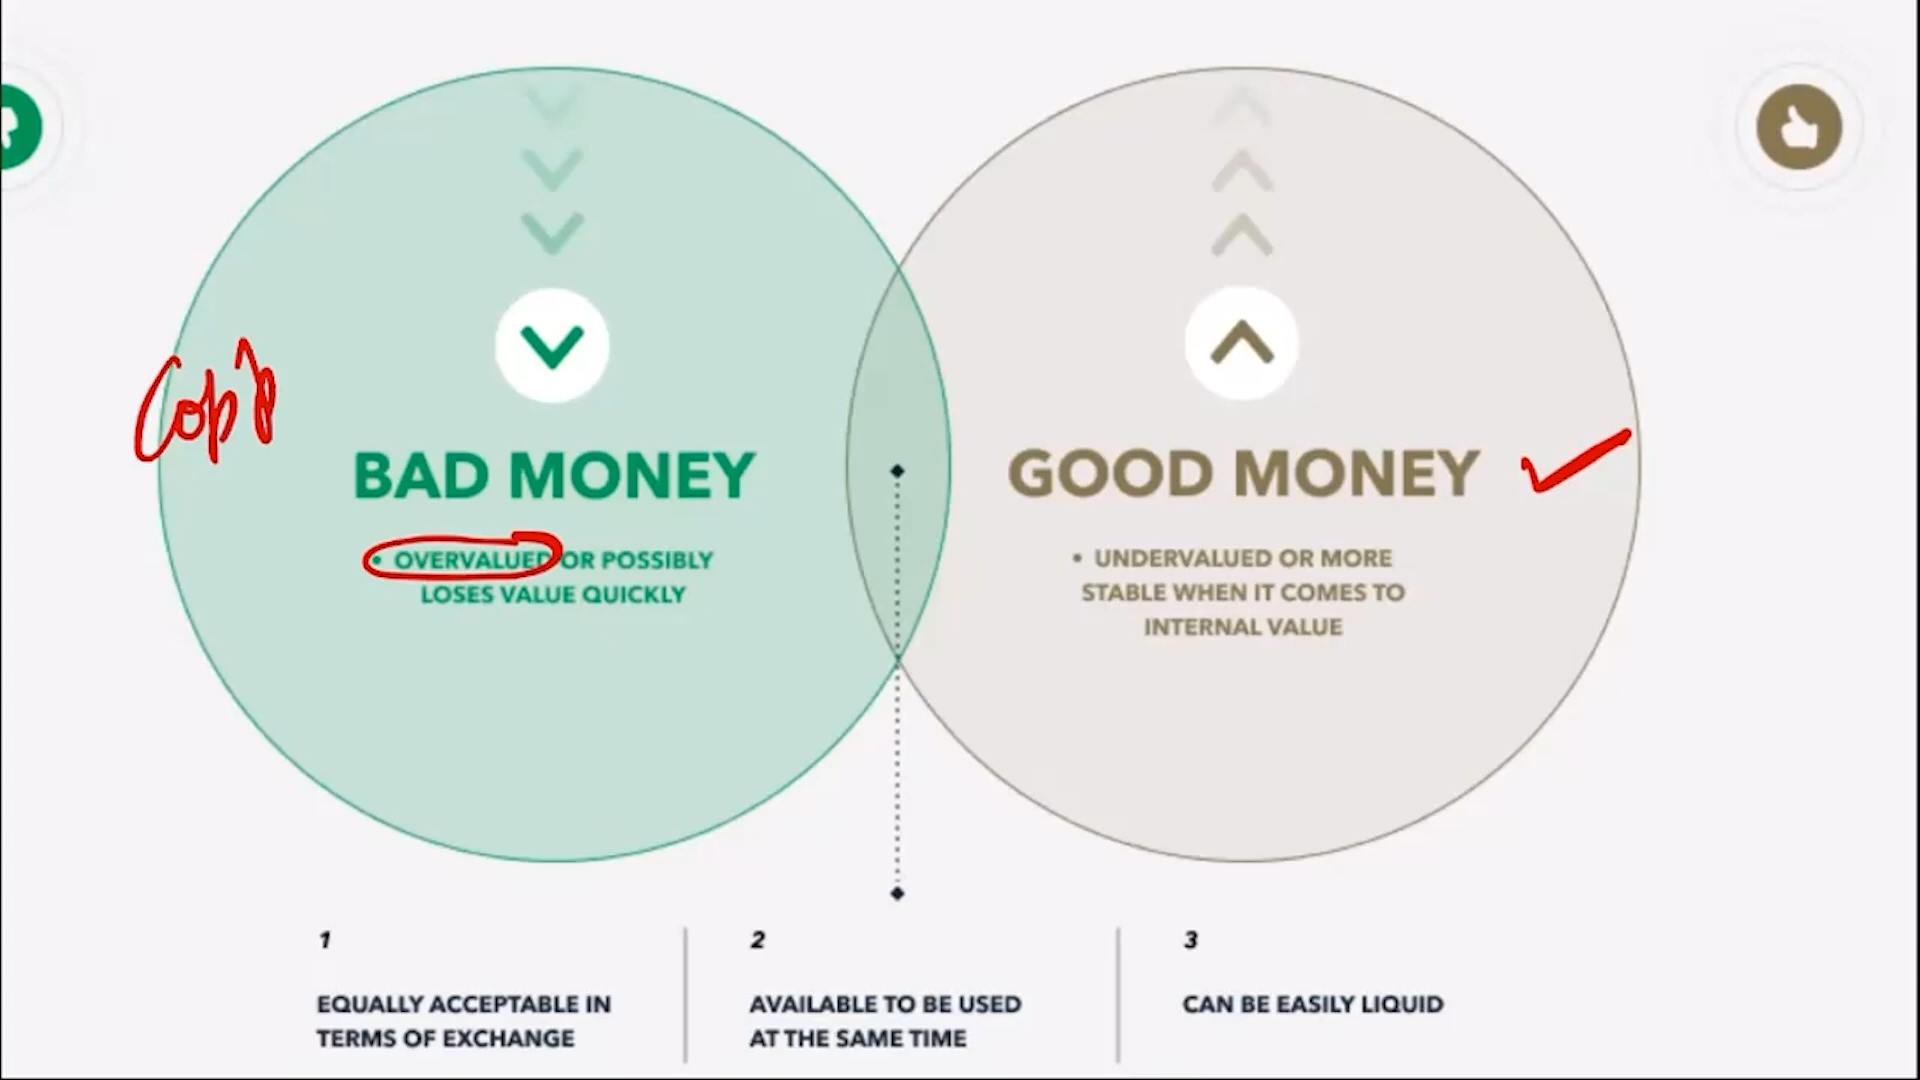 BAD MONEY
• OVERVALUED OR POSSIBLY
LOSES VALUE QUICKLY
GOOD MONEY
• UNDERVALUED OR MORE
STABLE WHEN IT COMES TO
INTERNAL VALUE
1
EQUALLY ACCEPTABLE IN
TERMS OF EXCHANGE
2
AVAILABLE TO BE USED
AT THE SAME TIME
3
CAN BE EASILY LIQUID